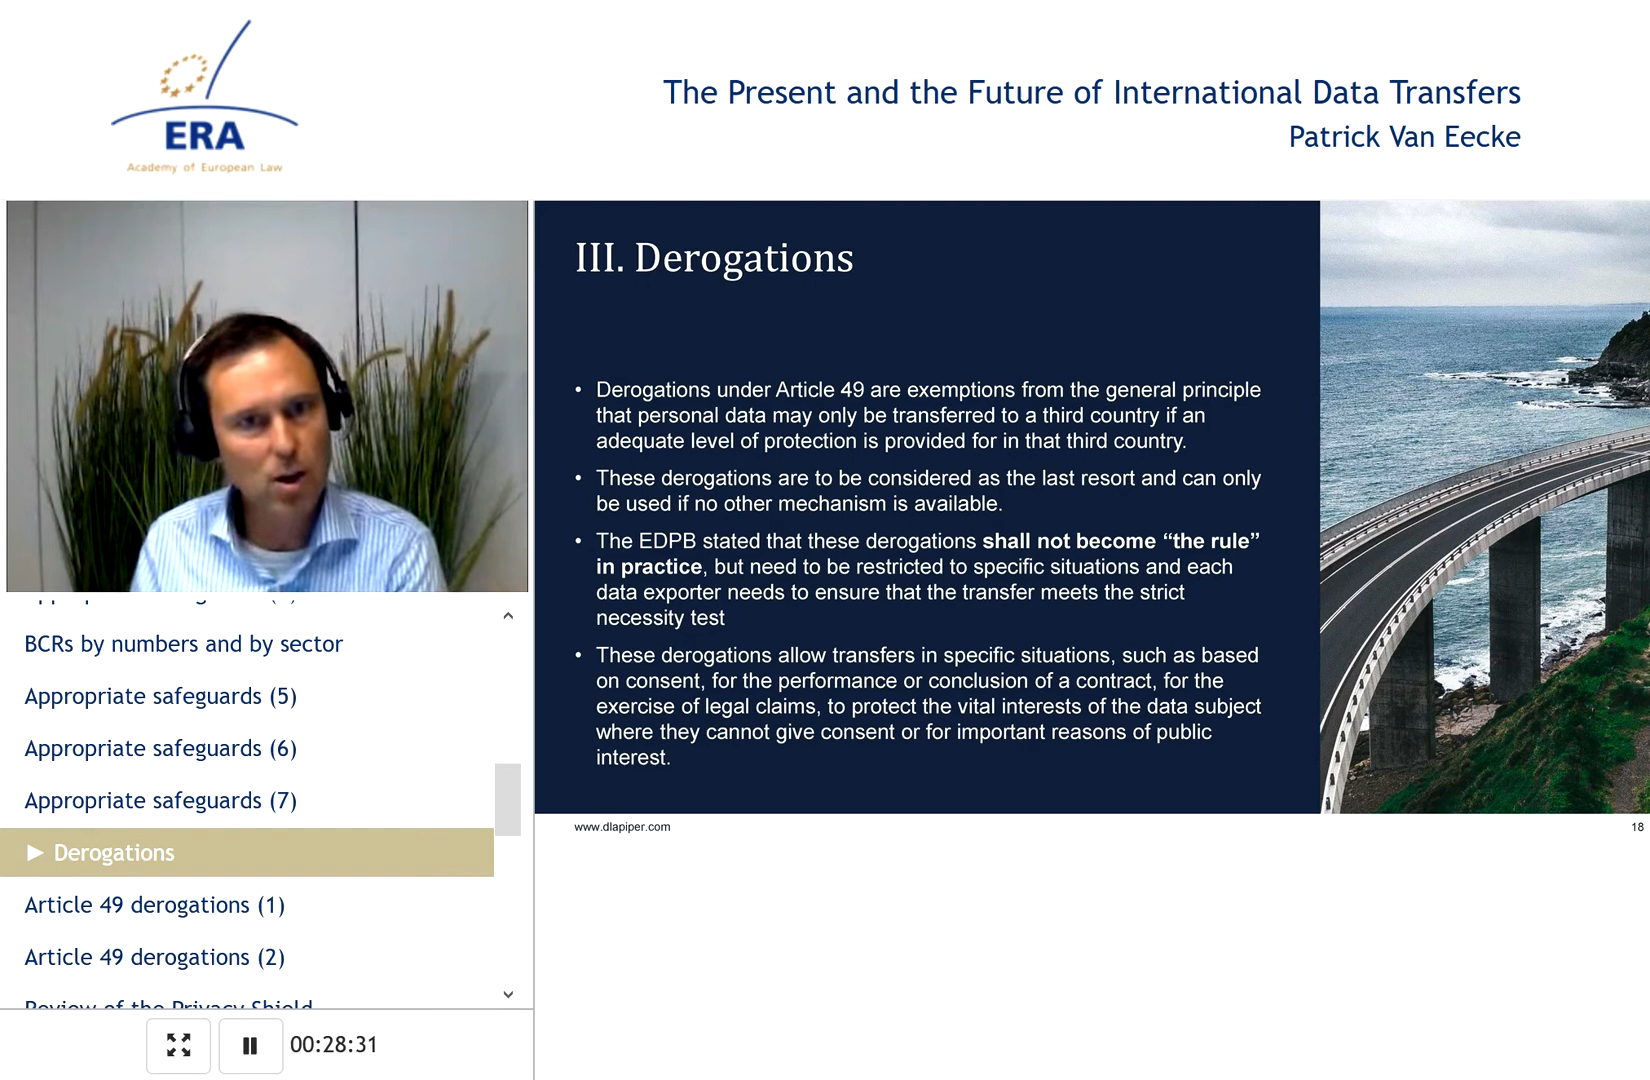 ERA
Academy of European Law
The Present and the Future of International Data Transfers
Patrick Van Eecke
III. Derogations
• Derogations under Article 49 are exemptions from the general principle
that personal data may only be transferred to a third country if an
adequate level of protection is provided for in that third country.
• These derogations are to be considered as the last resort and can only
be used if no other mechanism is available.
• The EDPB stated that these derogations shall not become “the rule”
in practice, but need to be restricted to specific situations and each
data exporter needs to ensure that the transfer meets the strict
necessity test
• These derogations allow transfers in specific situations, such as based
on consent, for the performance or conclusion of a contract, for the
exercise of legal claims, to protect the vital interests of the data subject
where they cannot give consent or for important reasons of public
interest.
www.dlapiper.com
18
BCRs by numbers and by sector
Appropriate safeguards (5)
Appropriate safeguards (6)
Appropriate safeguards (7)
► Derogations
Article 49 derogations (1)
Article 49 derogations (2)
Review of the Privacy Shield
00:28:31